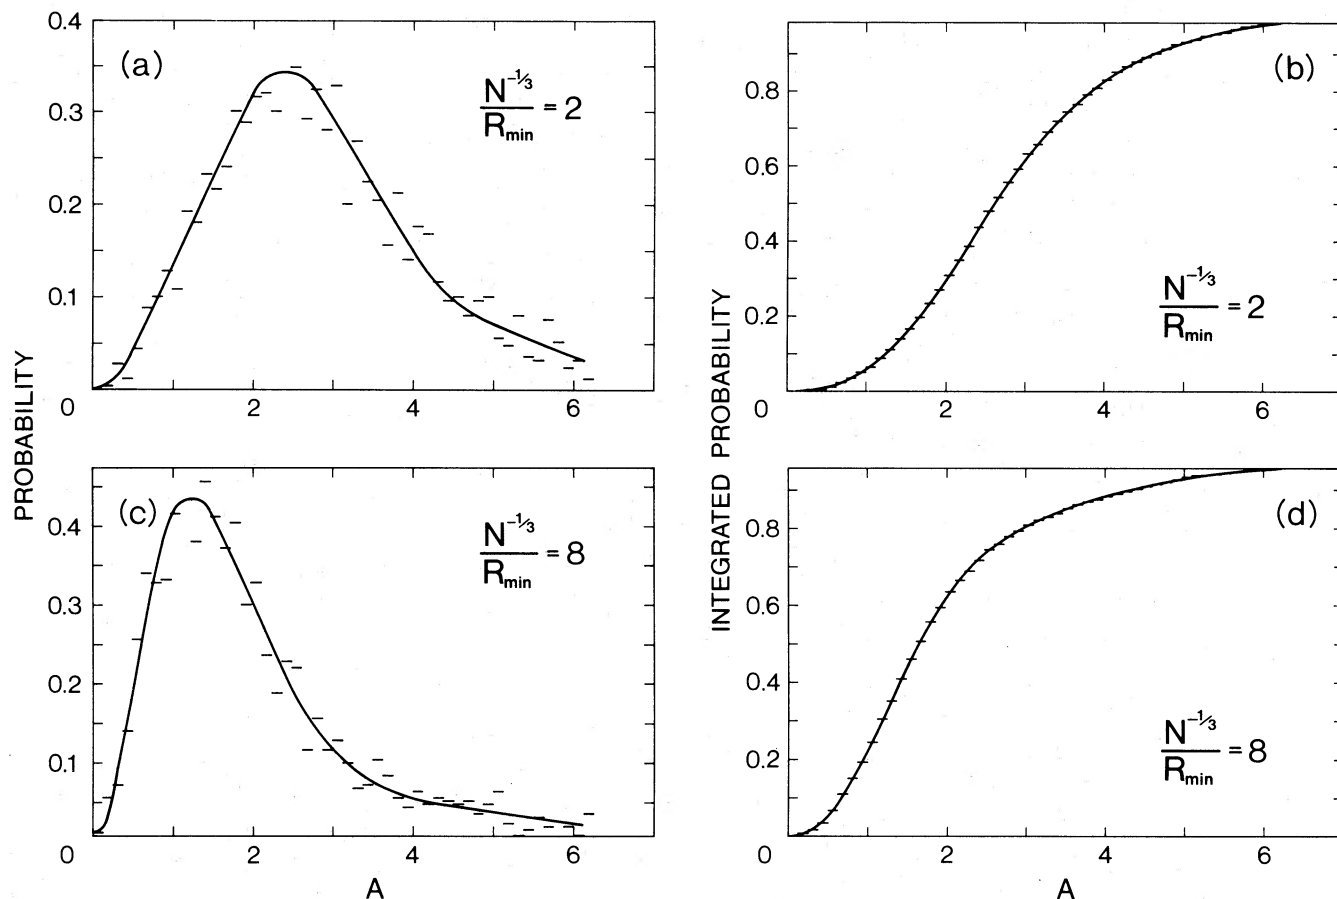 PROBABILITY
0.4
0.3
0.2
0.1
0
2
4
6
(a)
N^-1/3
R_min = 2
INTEGRATED PROBABILITY
0.8
0.6
0.4
0.2
0
2
4
6
(b)
N^-1/3
R_min = 2
0.4
0.3
0.2
0.1
0
2
4
6
A
(c)
N^-1/3
R_min = 8
0.8
0.6
0.4
0.2
0
2
4
6
A
(d)
N^-1/3
R_min = 8